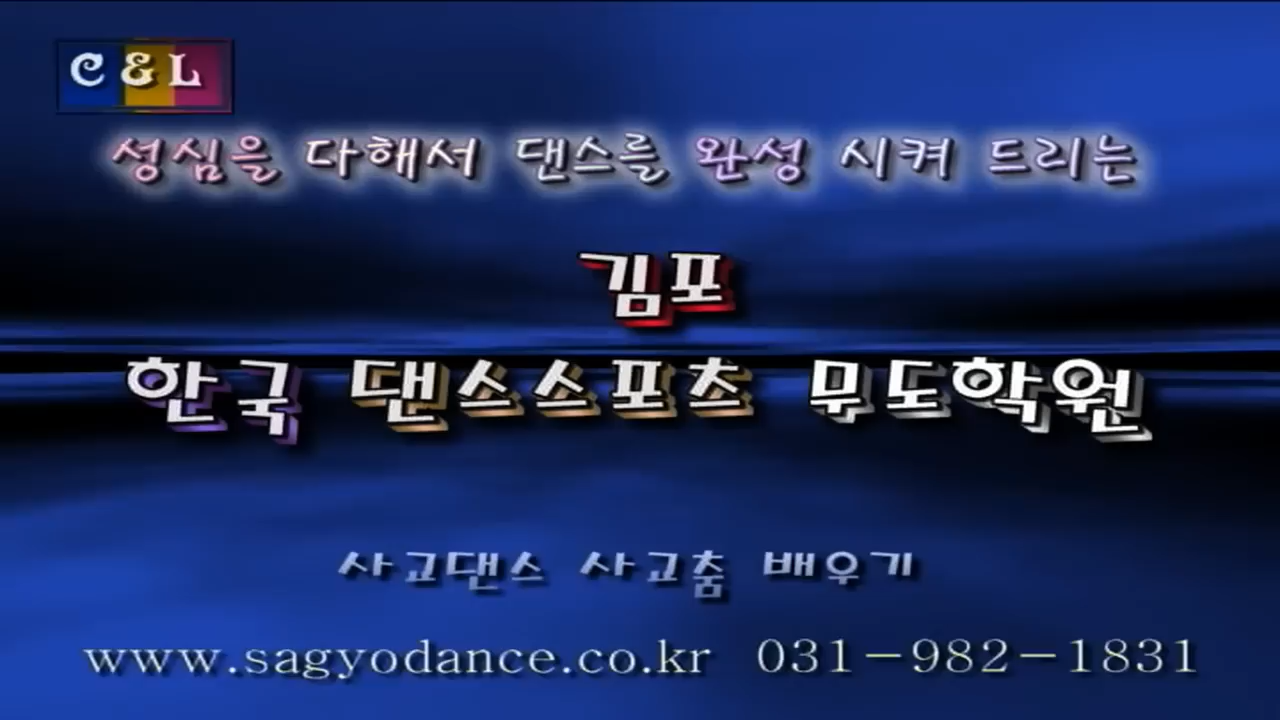 C & L
성심을 다해서 댄스를 완성 시켜 드리는
김포
한국 댄스스포츠 무도학원
사교댄스 사교춤 배우기
www.sagyodance.co.kr 031-982-1831